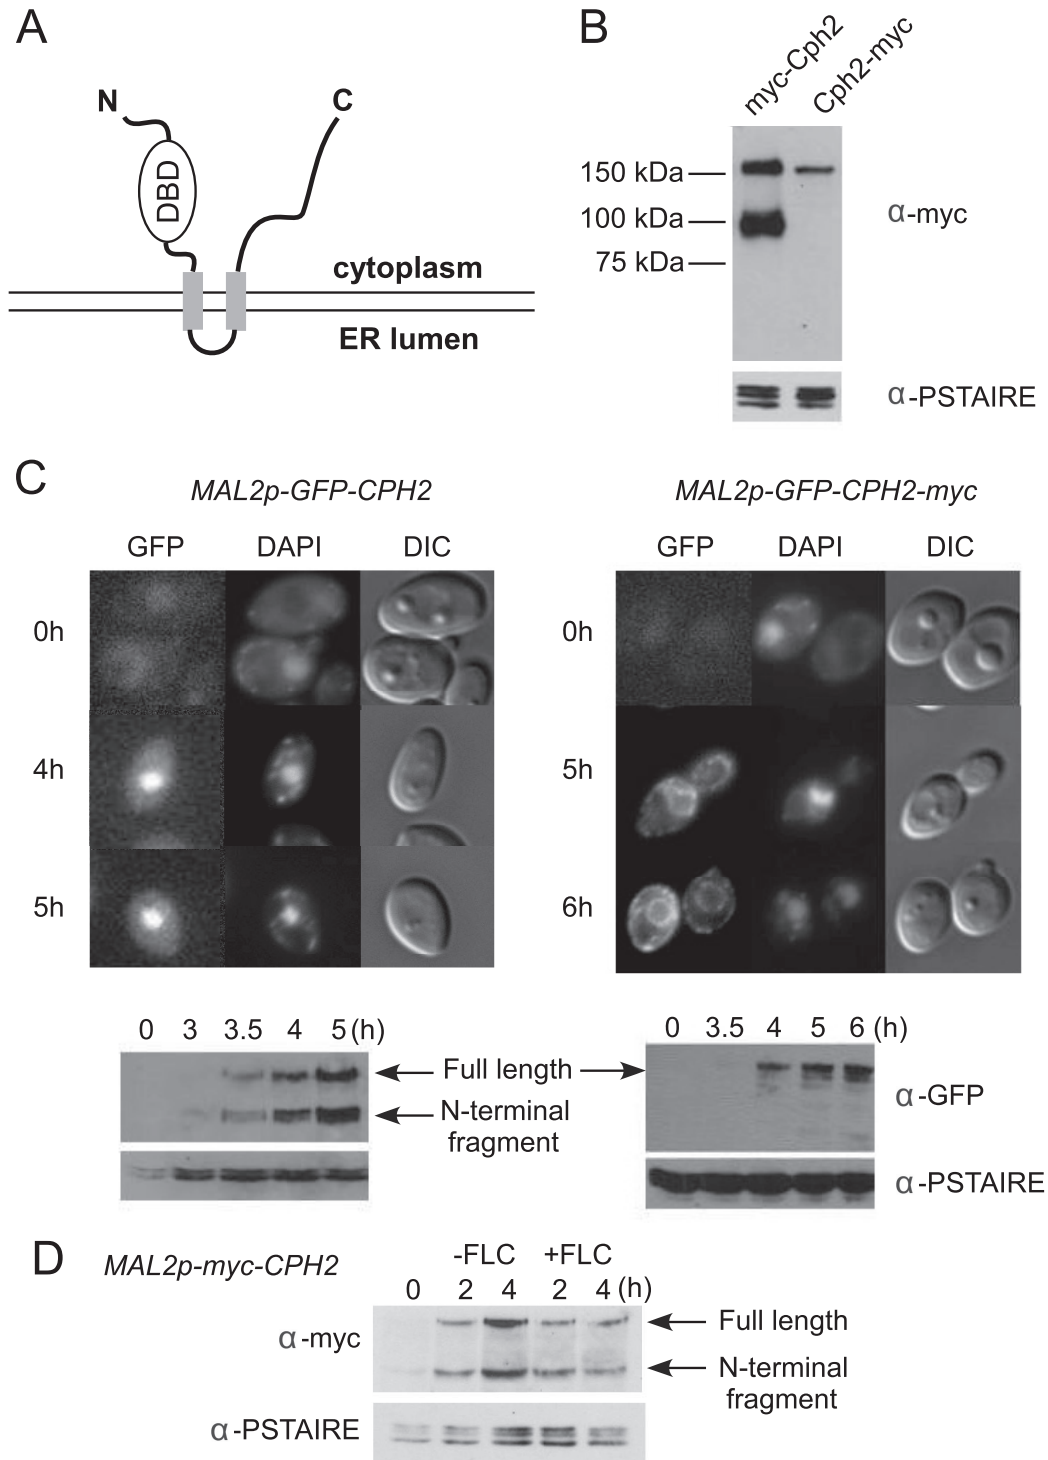 A
N
C
DBD
cytoplasm
ER lumen
B
myc-Cph2
Cph2-myc
150 kDa
100 kDa
75 kDa
α-myc
α-PSTAIRE
C
MAL2p-GFP-CPH2
GFP DAPI DIC
0h
4h
5h
MAL2p-GFP-CPH2-myc
GFP DAPI DIC
0h
5h
6h
0 3 3.5 4 5 (h)
Full length
N-terminal
fragment
0 3.5 4 5 6 (h)
α-GFP
α-PSTAIRE
D
MAL2p-myc-CPH2
-FLC +FLC
0 2 4 2 4 (h)
α-myc
Full length
N-terminal
fragment
α-PSTAIRE